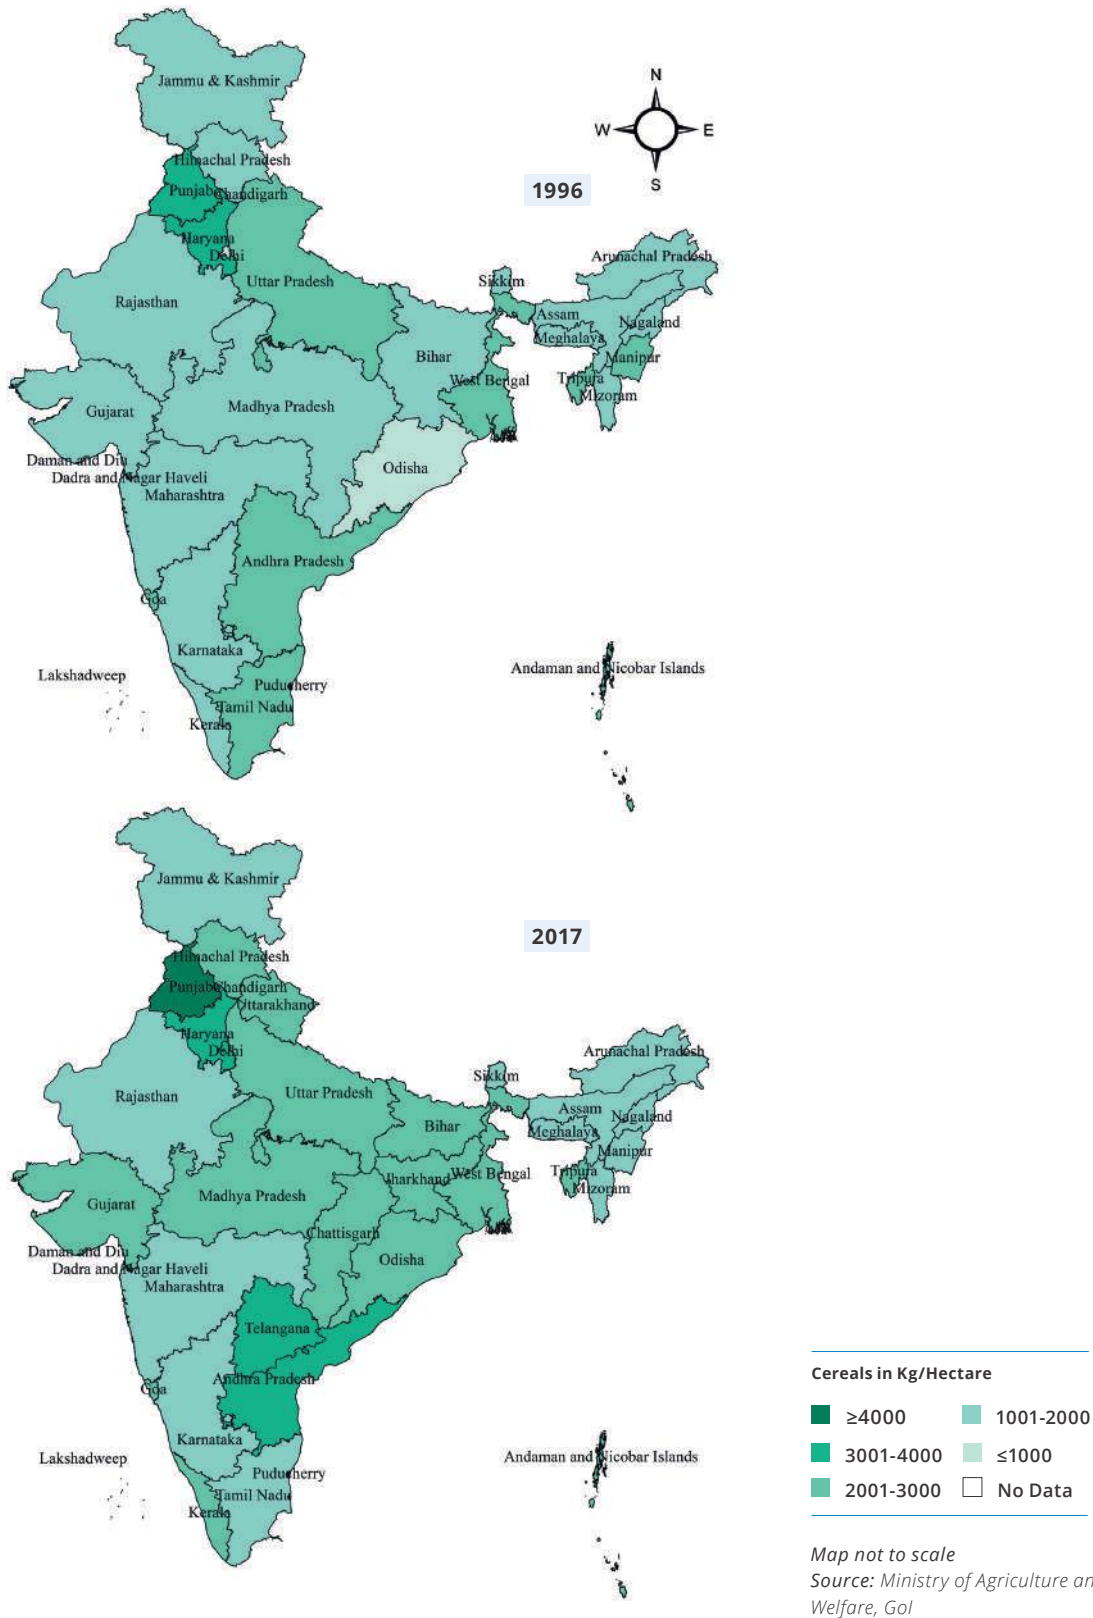 Jammu & Kashmir
N
W E
S
Himachal Pradesh
1996
Punjab Chandigarh
Haryana
Delhi
Arunachal Pradesh
Uttar Pradesh
Sikkim
Rajasthan
Assam
Nagaland
Meghalaya
Bihar
Manipur
West Bengal
Tripura
Mizoram
Gujarat
Madhya Pradesh
Daman and Diu
Odisha
Dadra and Nagar Haveli
Maharashtra
Andhra Pradesh
Goa
Karnataka
Lakshadweep
Andaman and Nicobar Islands
Puducherry
Tamil Nadu
Kerala
Jammu & Kashmir
2017
Himachal Pradesh
Punjab Chandigarh
Uttarakhand
Haryana
Delhi
Arunachal Pradesh
Sikkim
Uttar Pradesh
Rajasthan
Assam
Nagaland
Bihar
Meghalaya
Manipur
Jharkhand West Bengal
Tripura
Mizoram
Madhya Pradesh
Gujarat
Chattisgarh
Daman and Diu
Odisha
Dadra and Nagar Haveli
Maharashtra
Telangana
Andhra Pradesh
Goa
Karnataka
Lakshadweep
Andaman and Nicobar Islands
Puducherry
Tamil Nadu
Kerala
Cereals in Kg/Hectare
≥4000 1001-2000
3001-4000 ≤1000
2001-3000 No Data
Map not to scale
Source: Ministry of Agriculture an
Welfare, GoI